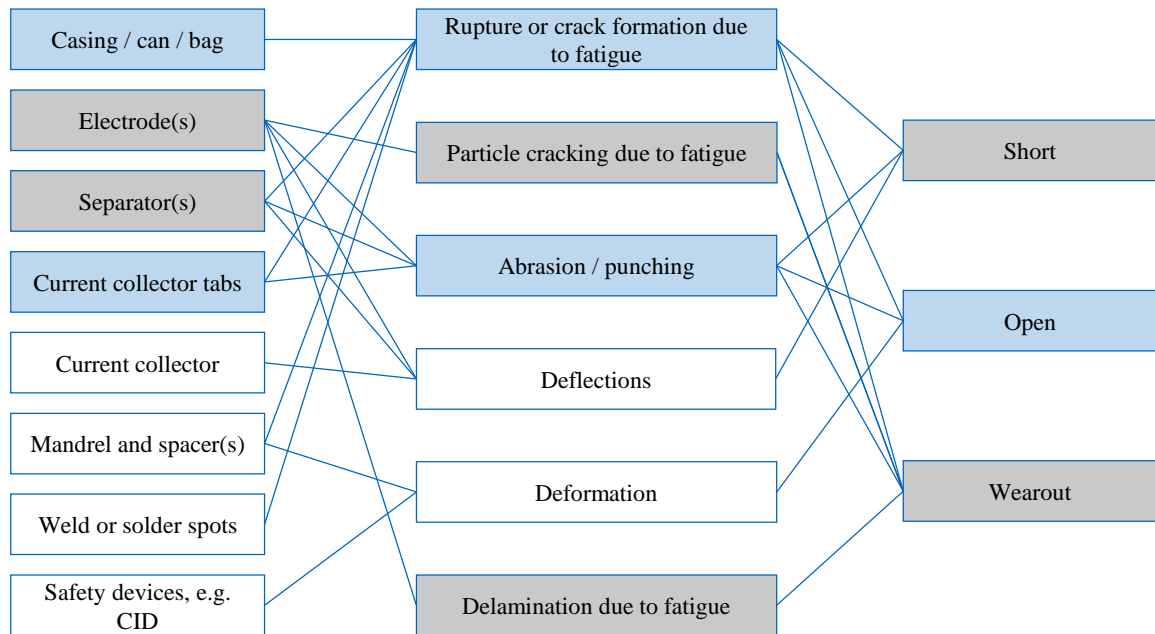 Casing / can / bag
Electrode(s)
Separator(s)
Current collector tabs
Current collector
Mandrel and spacer(s)
Weld or solder spots
Safety devices, e.g.
CID
Rupture or crack formation due
to fatigue
Particle cracking due to fatigue
Abrasion / punching
Deflections
Deformation
Delamination due to fatigue
Short
Open
Wearout